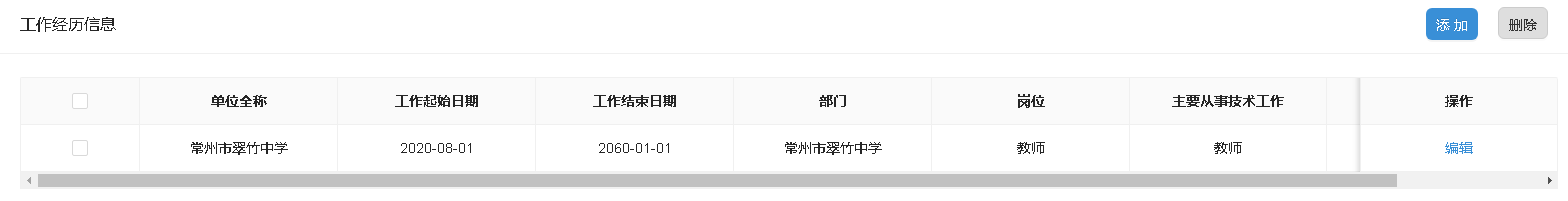 工作经历信息
添 加
删除
单位全称 工作起始日期 工作结束日期 部门 岗位 主要从事技术工作 操作
常州市翠竹中学 2020-08-01 2060-01-01 常州市翠竹中学 教师 教师 编辑